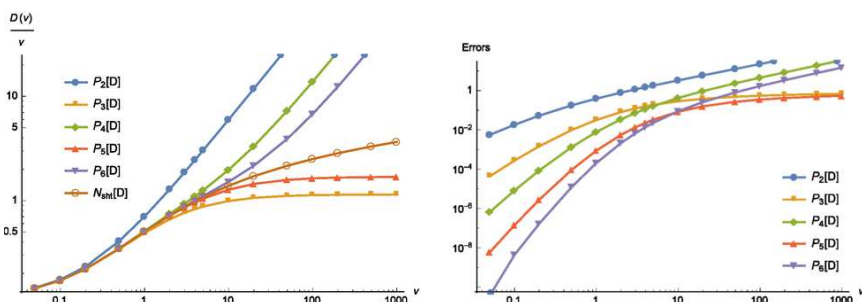 D(v)
v
10
5
1
0.5
P₂[D]
P₃[D]
P₄[D]
P₅[D]
P₆[D]
Nsht[D]
0.1 1 10 100 1000 v
Errors
1
10⁻²
10⁻⁴
10⁻⁶
10⁻⁸
P₂[D]
P₃[D]
P₄[D]
P₅[D]
P₆[D]
0.1 1 10 100 1000 v